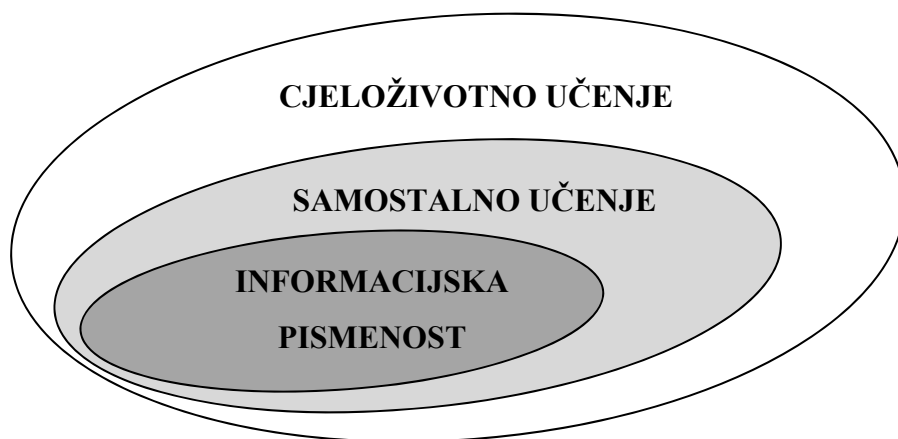 CJELOŽIVOTNO UČENJE
SAMOSTALNO UČENJE
INFORMACIJSKA
PISMENOST